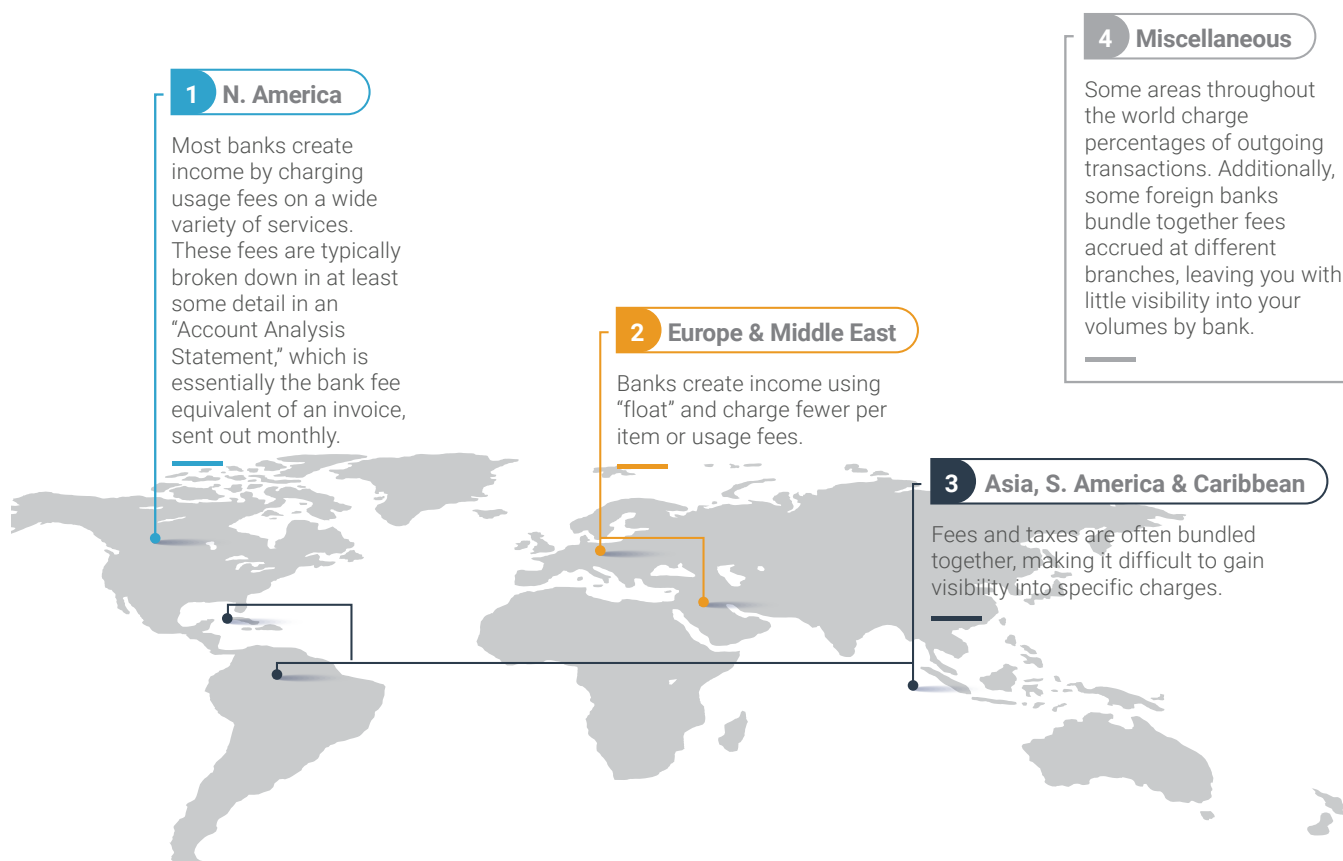 1 N. America
Most banks create
income by charging
usage fees on a wide
variety of services.
These fees are typically
broken down in at least
some detail in an
“Account Analysis
Statement,” which is
essentially the bank fee
equivalent of an invoice,
sent out monthly.
2 Europe & Middle East
Banks create income using
“float” and charge fewer per
item or usage fees.
3 Asia, S. America & Caribbean
Fees and taxes are often bundled
together, making it difficult to gain
visibility into specific charges.
4 Miscellaneous
Some areas throughout
the world charge
percentages of outgoing
transactions. Additionally,
some foreign banks
bundle together fees
accrued at different
branches, leaving you with
little visibility into your
volumes by bank.